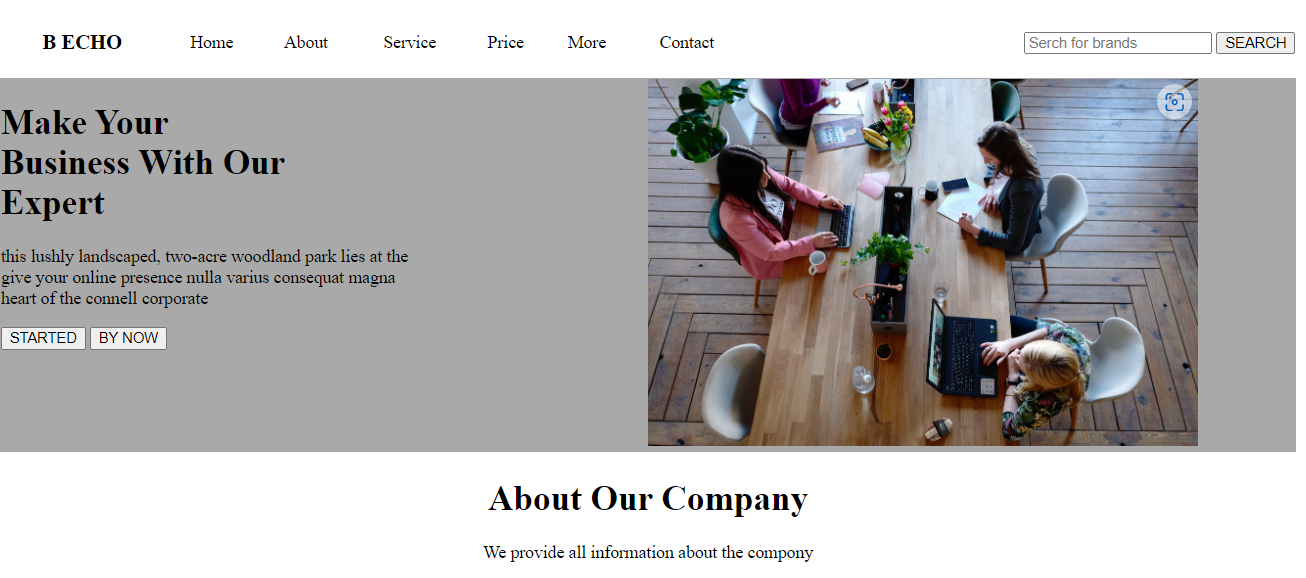 B ECHO Home About Service Price More Contact Serch for brands SEARCH
Make Your
Business With Our
Expert
this lushly landscaped, two-acre woodland park lies at the
give your online presence nulla varius consequat magna
heart of the connell corporate
STARTED BY NOW
About Our Company
We provide all information about the compony